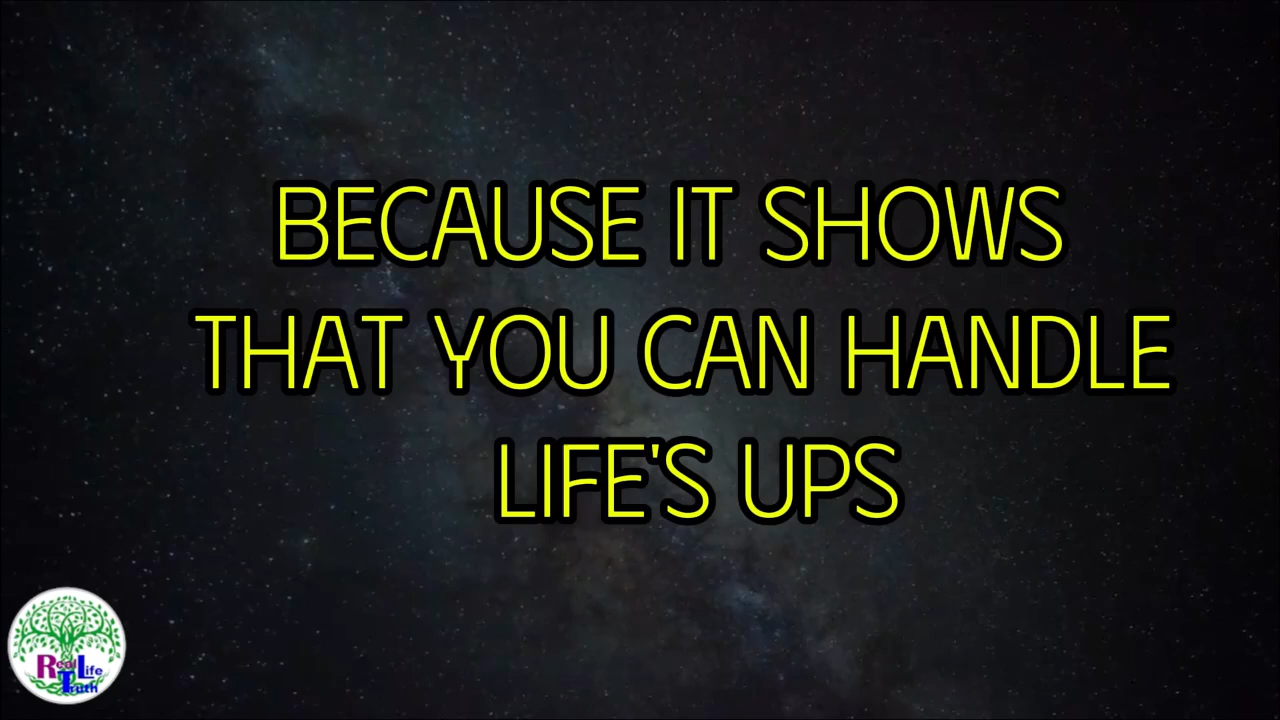 BECAUSE IT SHOWS
THAT YOU CAN HANDLE
LIFE'S UPS
Real Life
Truth